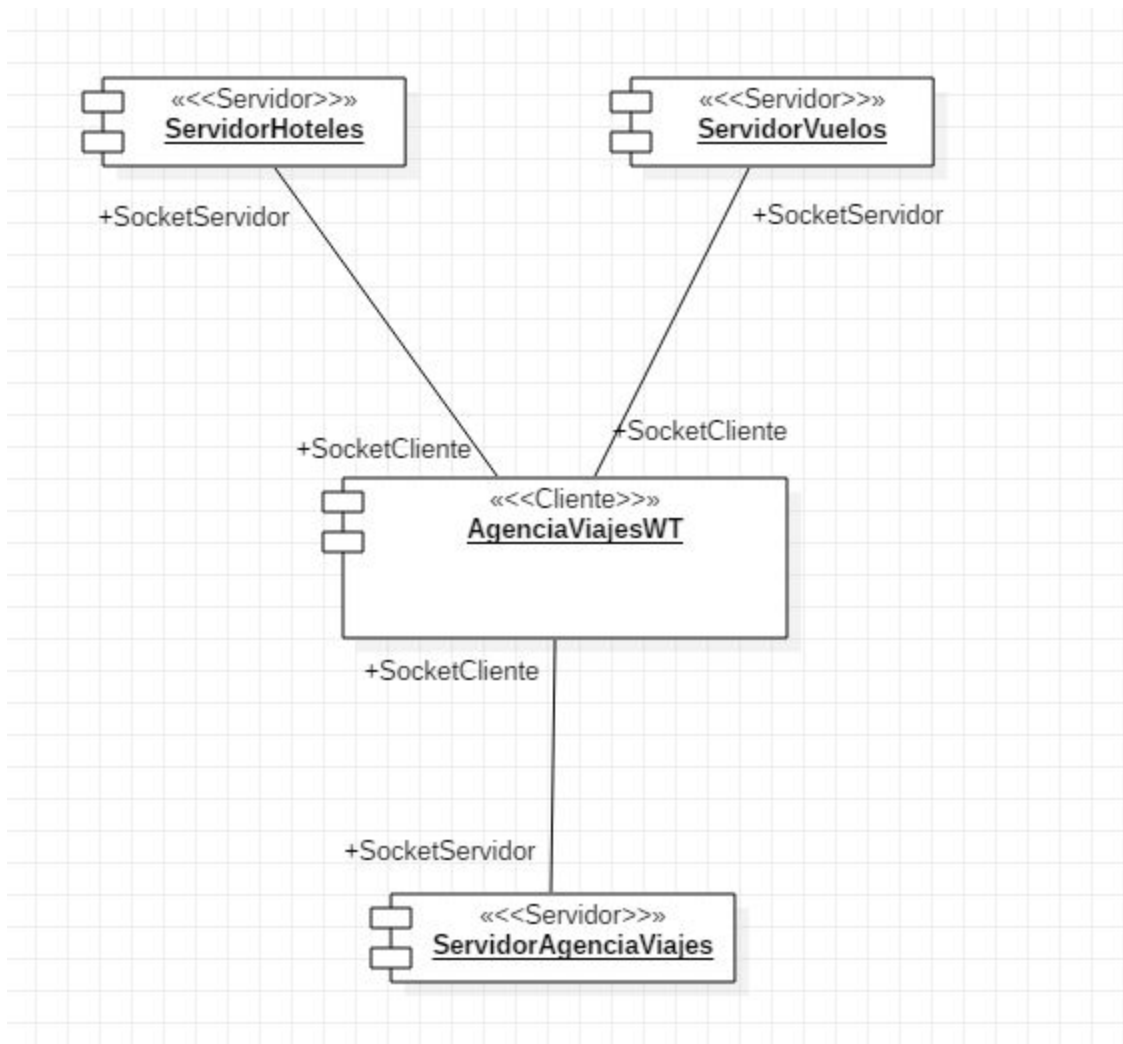 «<<Servidor>>»
ServidorHoteles
«<<Servidor>>»
ServidorVuelos
+SocketServidor
+SocketServidor
+SocketCliente
+SocketCliente
«<<Cliente>>»
AgenciaViajesWT
+SocketCliente
+SocketServidor
«<<Servidor>>»
ServidorAgenciaViajes